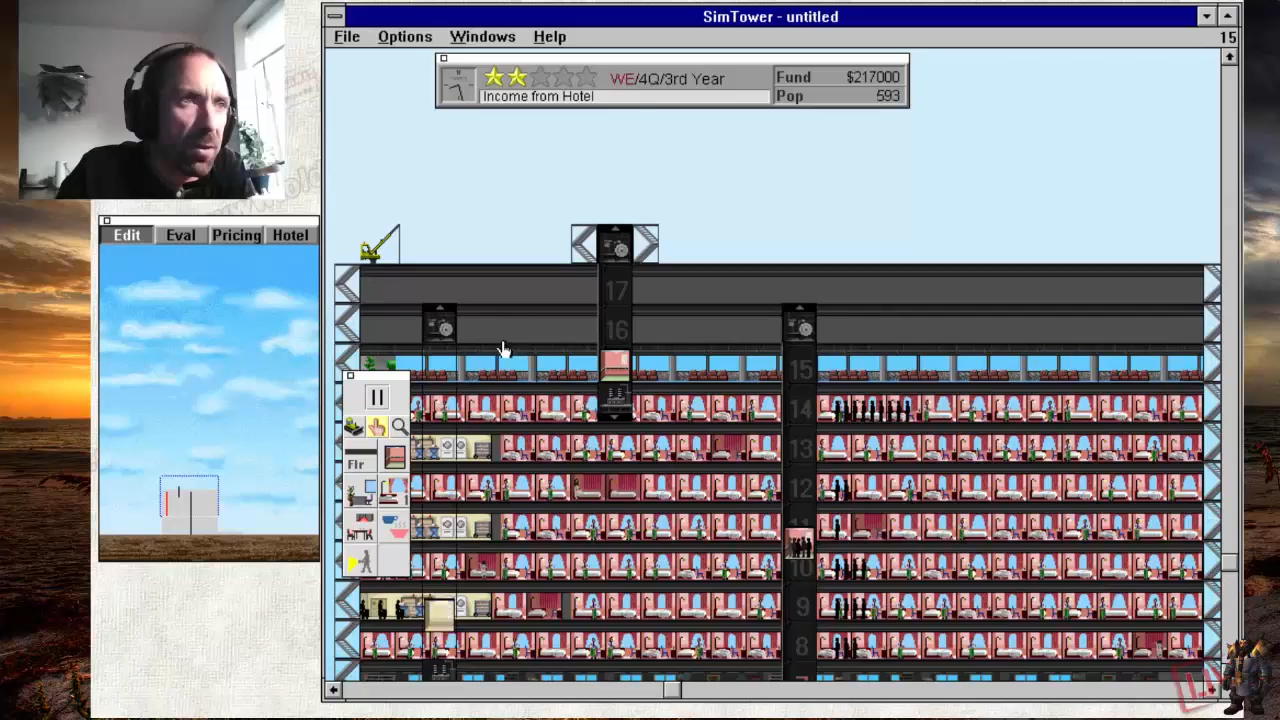 SimTower - untitled
File Options Windows Help
15
WE/4Q/3rd Year
Fund $217000
Income from Hotel
Pop 593
Edit Eval Pricing Hotel
17
16
15
14
13
12
11
10
9
8
Flr